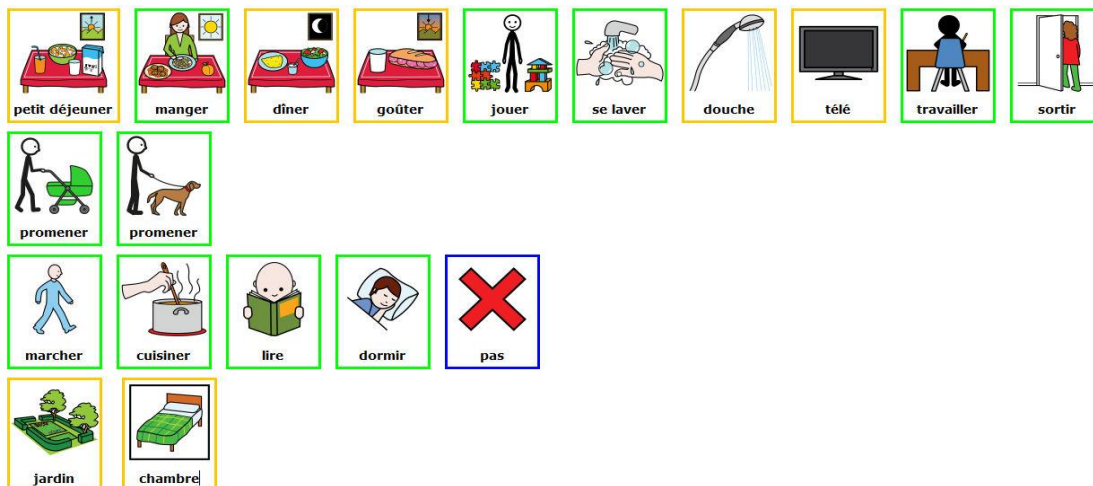 petit déjeuner manger dîner goûter jouer se laver douche télé travailler sortir
promener promener
marcher cuisiner lire dormir pas
jardin chambre